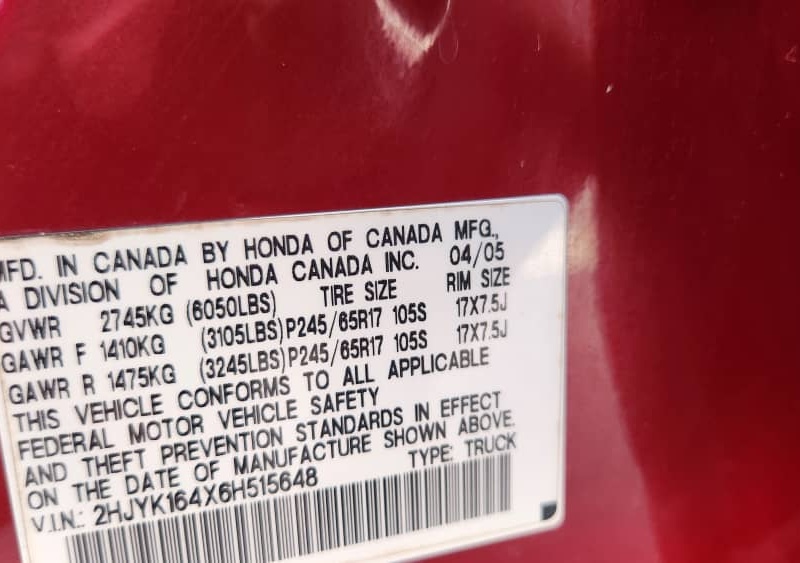 MFD. IN CANADA BY HONDA OF CANADA MFG.,
A DIVISION OF HONDA CANADA INC. 04/05
GVWR 2745KG (6050LBS) TIRE SIZE RIM SIZE
GAWR F 1410KG (3105LBS) P245/65R17 105S 17X7.5J
GAWR R 1475KG (3245LBS) P245/65R17 105S 17X7.5J
THIS VEHICLE CONFORMS TO ALL APPLICABLE
FEDERAL MOTOR VEHICLE SAFETY
AND THEFT PREVENTION STANDARDS IN EFFECT
ON THE DATE OF MANUFACTURE SHOWN ABOVE.
V.I.N.: 2HJYK164X6H515648 TYPE: TRUCK